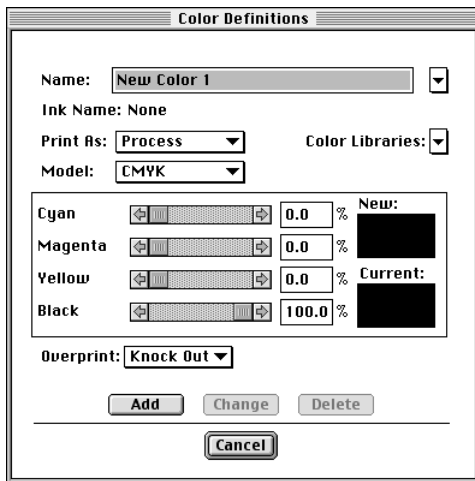 Color Definitions
Name: New Color 1
Ink Name: None
Print As: Process Color Libraries:
Model: CMYK
Cyan 0.0 % New:
Magenta 0.0 %
Yellow 0.0 % Current:
Black 100.0 %
Overprint: Knock Out
Add Change Delete
Cancel